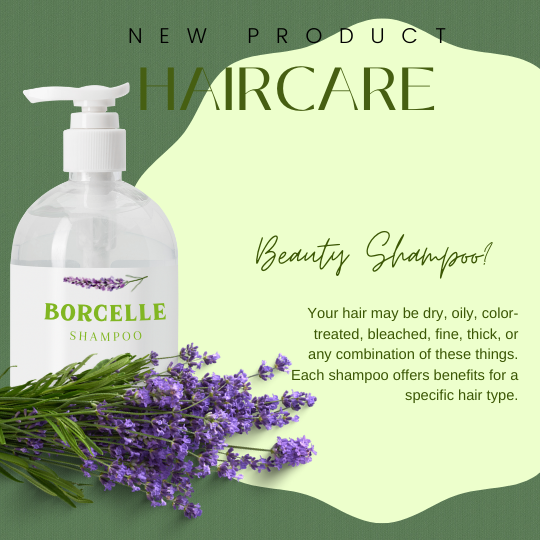 NEW PRODUCT
HAIRCARE
Beauty Shampoo?
BORCELLE
SHAMPOO
Your hair may be dry, oily, color-
treated, bleached, fine, thick, or
any combination of these things.
Each shampoo offers benefits for a
specific hair type.